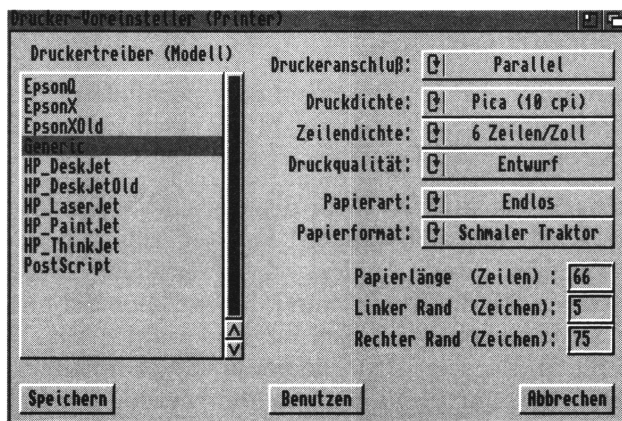 Drucker-Voreinsteller (Printer)
Druckertreiber (Modell)
EpsonQ
EpsonX
EpsonXOld
Generic
HP_DeskJet
HP_DeskJetOld
HP_LaserJet
HP_PaintJet
HP_ThinkJet
PostScript
Druckeranschluß: Parallel
Druckdichte: Pica (10 cpi)
Zeilendichte: 6 Zeilen/Zoll
Druckqualität: Entwurf
Papierart: Endlos
Papierformat: Schmaler Traktor
Papierlänge (Zeilen) : 66
Linker Rand (Zeichen): 5
Rechter Rand (Zeichen): 75
Speichern
Benutzen
Abbrechen